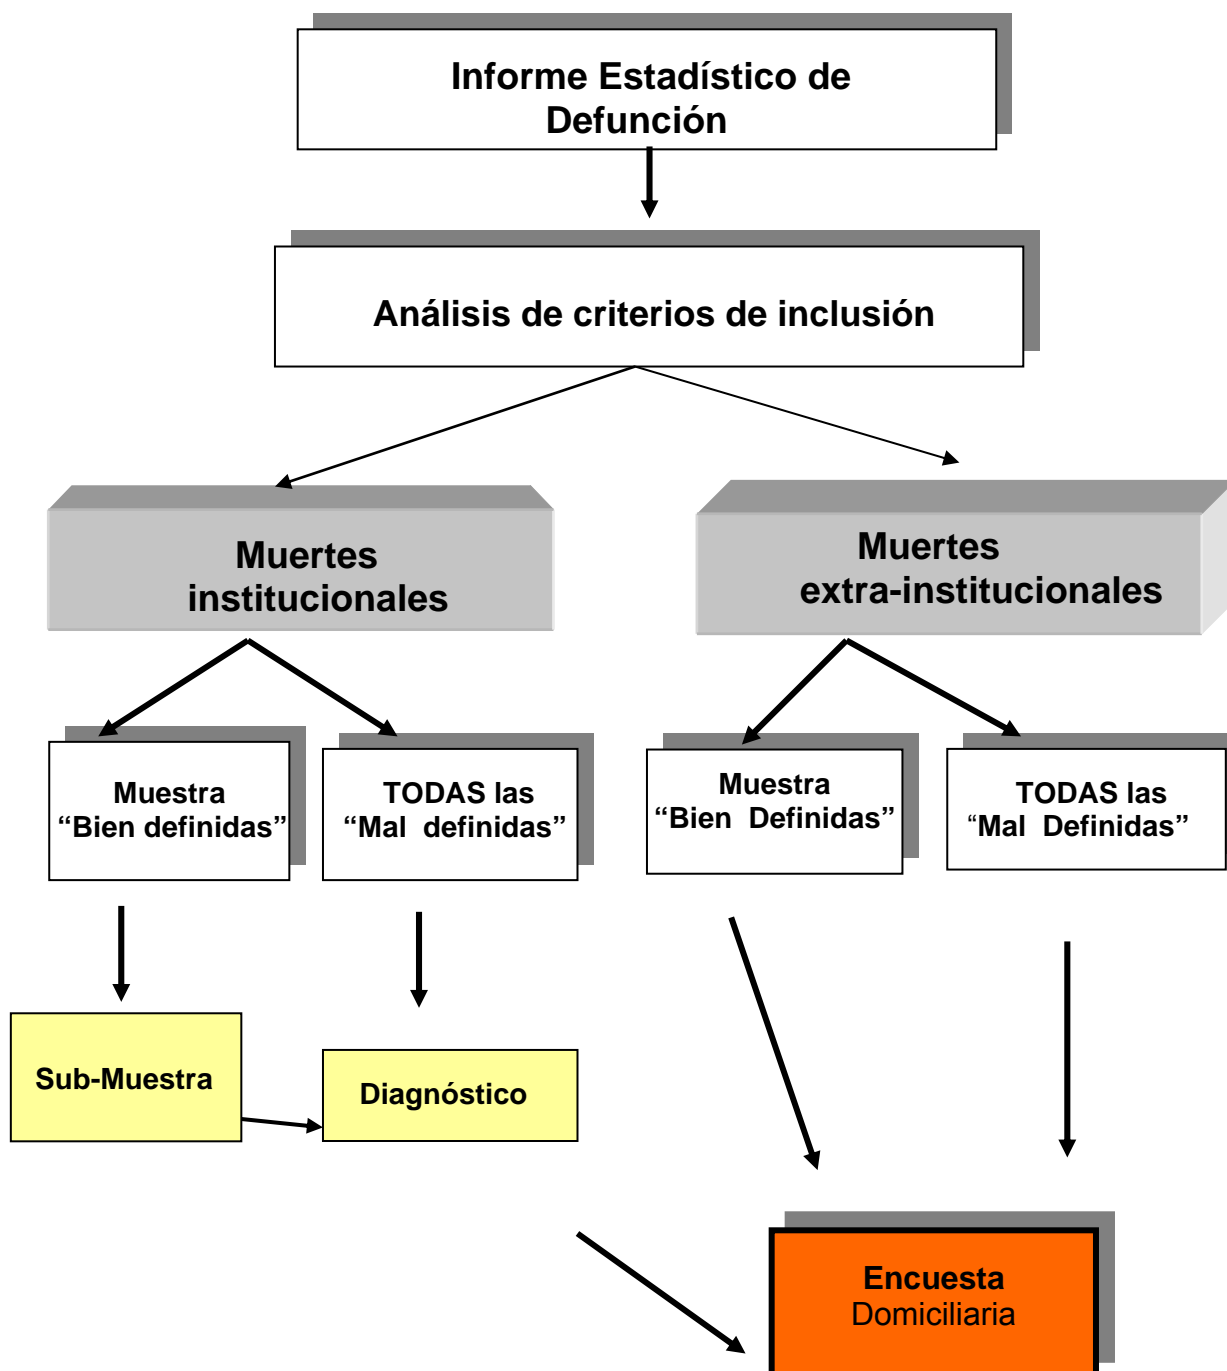 Informe Estadístico de
Defunción
Análisis de criterios de inclusión
Muertes
institucionales
Muertes
extra-institucionales
Muestra
“Bien definidas”
TODAS las
“Mal definidas”
Muestra
“Bien Definidas”
TODAS las
“Mal Definidas”
Sub-Muestra
Diagnóstico
Encuesta
Domiciliaria